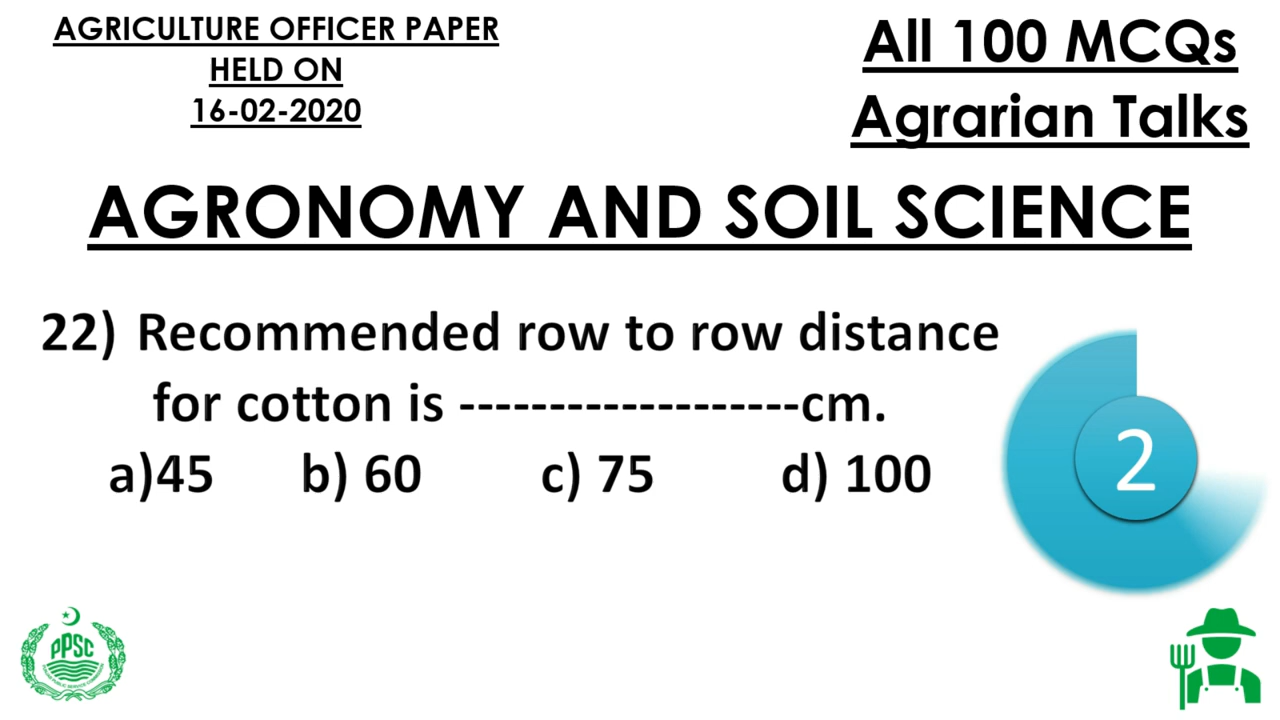 AGRICULTURE OFFICER PAPER
HELD ON
16-02-2020
All 100 MCQs
Agrarian Talks
AGRONOMY AND SOIL SCIENCE
22) Recommended row to row distance
for cotton is -------------------cm.
a)45 b) 60 c) 75 d) 100
2
PPSC